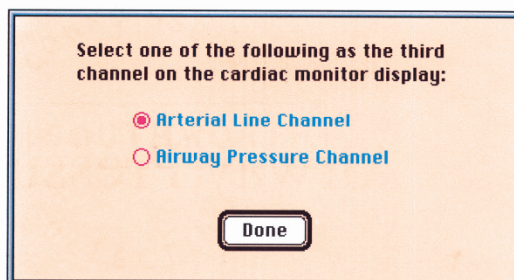 Select one of the following as the third
channel on the cardiac monitor display:
Arterial Line Channel
Airway Pressure Channel
Done